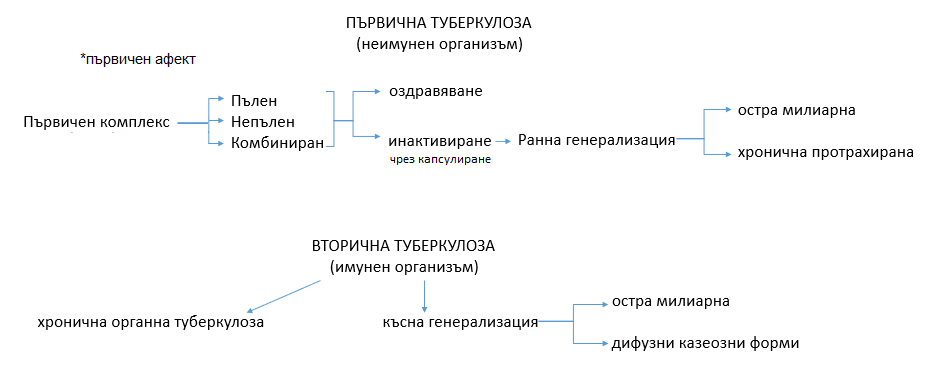 ПЪРВИЧНА ТУБЕРКУЛОЗА
(неимунен организъм)
*първичен афект
Първичен комплекс
Пълен
Непълен
Комбиниран
оздравяване
инактивиране
чрез капсулиране
Ранна генерализация
остра милиарна
хронична протрахирана
ВТОРИЧНА ТУБЕРКУЛОЗА
(имунен организъм)
хронична органна туберкулоза
късна генерализация
остра милиарна
дифузни казеозни форми